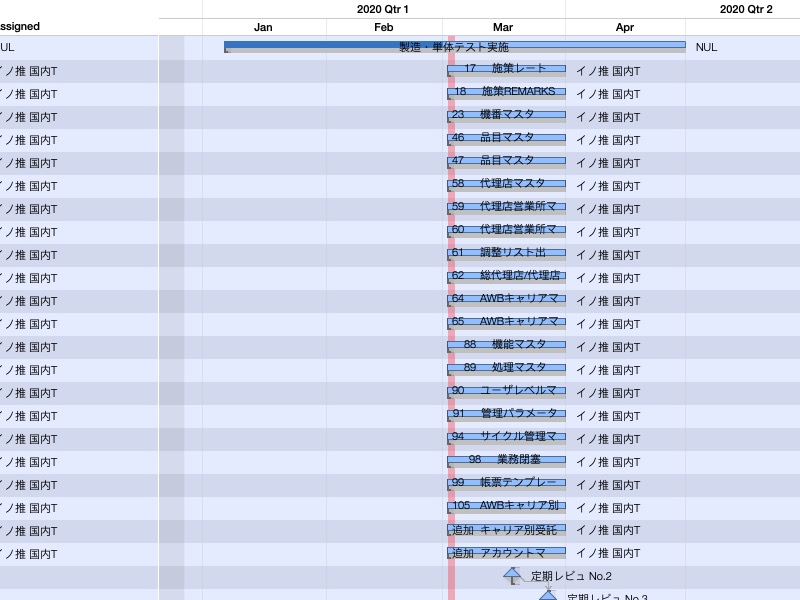 2020 Qtr 1 2020 Qtr 2
ssigned Jan Feb Mar Apr
UL 製造・単体テスト実施 NUL
イノ推 国内T 17 施策レート イノ推 国内T
イノ推 国内T 18 施策REMARKS イノ推 国内T
イノ推 国内T 23 機番マスタ イノ推 国内T
イノ推 国内T 46 品目マスタ イノ推 国内T
イノ推 国内T 47 品目マスタ イノ推 国内T
イノ推 国内T 58 代理店マスタ イノ推 国内T
イノ推 国内T 59 代理店営業所マ イノ推 国内T
イノ推 国内T 60 代理店営業所マ イノ推 国内T
イノ推 国内T 61 調整リスト出 イノ推 国内T
イノ推 国内T 62 総代理店/代理店 イノ推 国内T
イノ推 国内T 64 AWBキャリアマ イノ推 国内T
イノ推 国内T 65 AWBキャリアマ イノ推 国内T
イノ推 国内T 88 機能マスタ イノ推 国内T
イノ推 国内T 89 処理マスタ イノ推 国内T
イノ推 国内T 90 ユーザレベルマ イノ推 国内T
イノ推 国内T 91 管理パラメータ イノ推 国内T
イノ推 国内T 94 サイクル管理マ イノ推 国内T
イノ推 国内T 98 業務閉塞 イノ推 国内T
イノ推 国内T 99 帳票テンプレー イノ推 国内T
イノ推 国内T 105 AWBキャリア別 イノ推 国内T
イノ推 国内T 追加 キャリア別受託 イノ推 国内T
イノ推 国内T 追加 アカウントマ イノ推 国内T
定期レビュ No.2
定期レビュ No.3